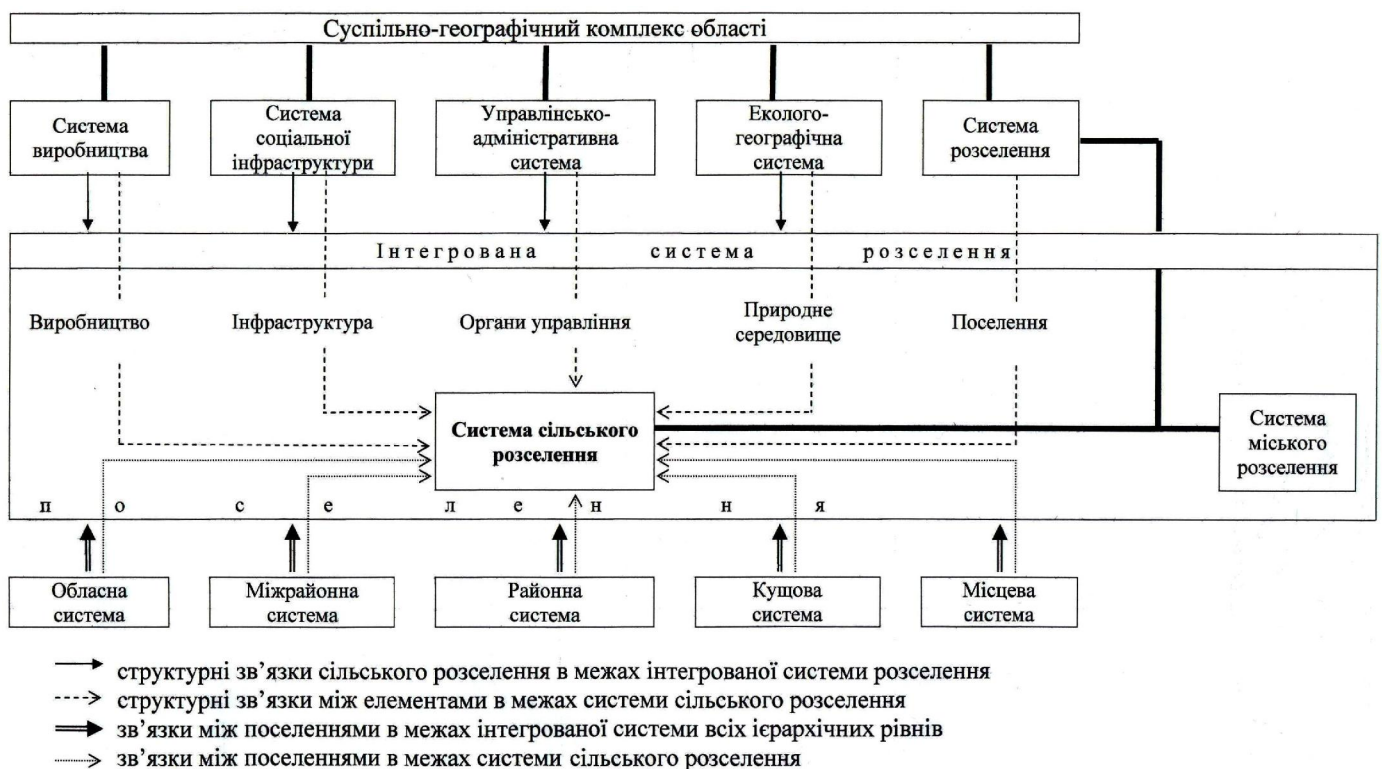 Суспільно-географічний комплекс області
Система
виробництва
Система
соціальної
інфраструктури
Управлінсько-
адміністративна
система
Еколого-
географічна
система
Система
розселення
Інтегрована система розселення
Виробництво
Інфраструктура
Органи управління
Природне
середовище
Поселення
Система сільського
розселення
Система
міського
розселення
п о с е л е н н я
Обласна
система
Міжрайонна
система
Районна
система
Кущова
система
Місцева
система
структурні зв’язки сільського розселення в межах інтегрованої системи розселення
структурні зв’язки між елементами в межах системи сільського розселення
зв’язки між поселеннями в межах інтегрованої системи всіх ієрархічних рівнів
зв’язки між поселеннями в межах системи сільського розселення